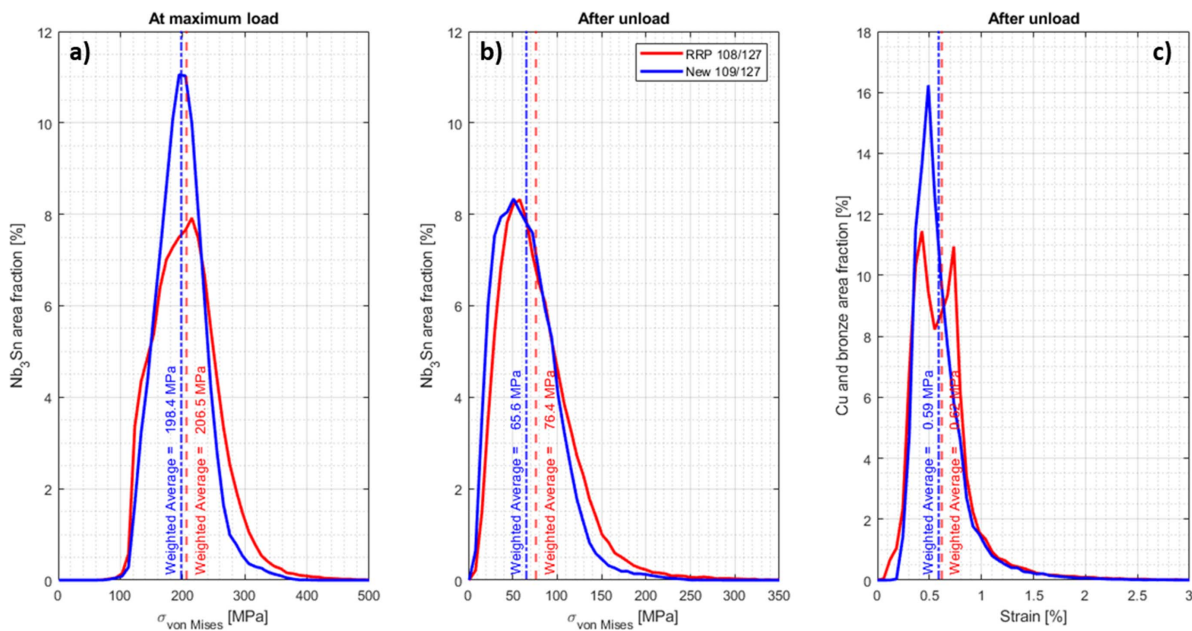 At maximum load
a)
12
10
8
6
4
2
0
Nb3Sn area fraction [%]
Weighted Average = 198.4 MPa
Weighted Average = 206.5 MPa
0 100 200 300 400 500
σvon Mises [MPa]
After unload
b)
RRP 108/127
New 109/127
12
10
8
6
4
2
0
Nb3Sn area fraction [%]
Weighted Average = 65.6 MPa
Weighted Average = 76.4 MPa
0 50 100 150 200 250 300 350
σvon Mises [MPa]
After unload
c)
18
16
14
12
10
8
6
4
2
0
Cu and bronze area fraction [%]
Weighted Average = 0.59 MPa
Weighted Average = 0.62 MPa
0 0.5 1 1.5 2 2.5 3
Strain [%]